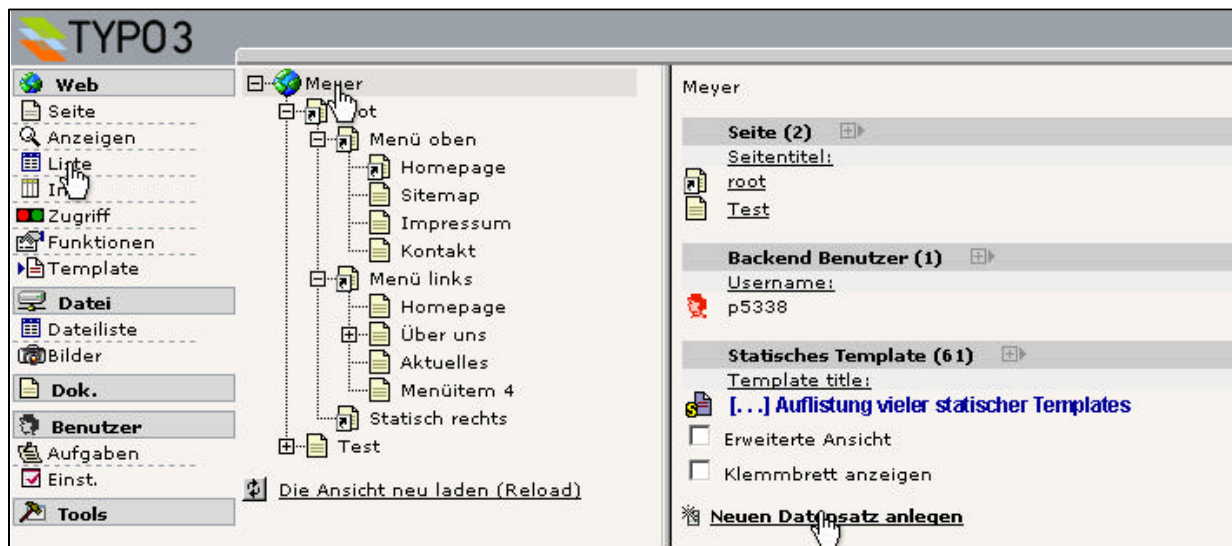 TYPO3
Web
Seite
Anzeigen
Liste
Zugriff
Funktionen
Template
Datei
Dateiliste
Bilder
Dok.
Benutzer
Aufgaben
Einst.
Tools
Meyer
Menü oben
Homepage
Sitemap
Impressum
Kontakt
Menü links
Homepage
Über uns
Aktuelles
Menüitem 4
Statisch rechts
Test
Die Ansicht neu laden (Reload)
Meyer
Seite (2)
Seitentitel:
root
Test
Backend Benutzer (1)
Username:
p5338
Statisches Template (61)
Template title:
[...] Auflistung vieler statischer Templates
Erweiterte Ansicht
Klemmbrett anzeigen
Neuen Datensatz anlegen